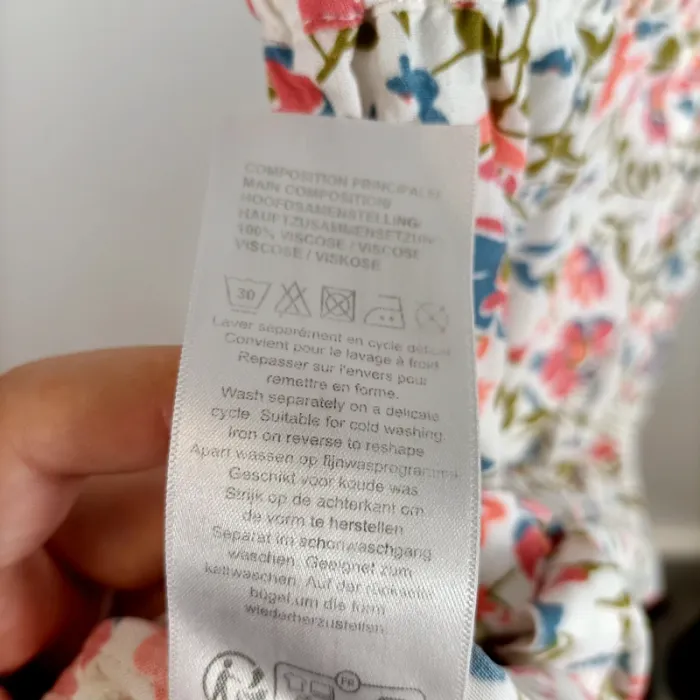 COMPOSITION PRINCIPALE
MAIN COMPOSITION
HOOFDSAMENSTELLING
HAUPTZUSAMMENSETZUNG
100% VISCOSE / VISCOSE
VISCOSE / VISKOSE
30
Laver séparément en cycle délicat
Convient pour le lavage à froid
Repasser sur l'envers pour
remettre en forme.
Wash separately on a delicate
cycle. Suitable for cold washing.
Iron on reverse to reshape
Apart wassen op fijnwasprogramma
Geschikt voor koude was.
Strijk op de achterkant om
de vorm te herstellen
Separat im schonwaschgang
waschen. Geeignet zum
kaltwaschen. Auf der rückseite
bügel um die form
wiederherzustellen.
FR